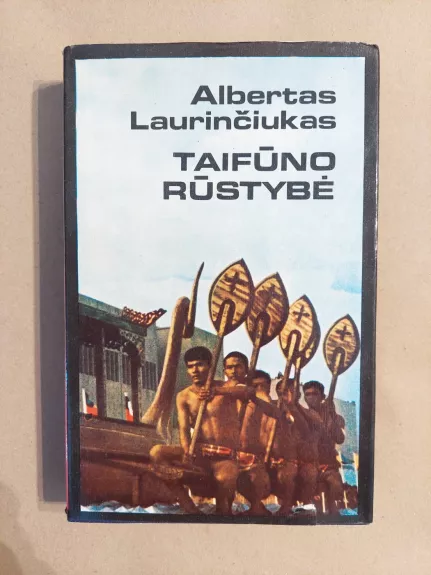 Albertas
Laurinčiukas
TAIFŪNO
RŪSTYBĖ